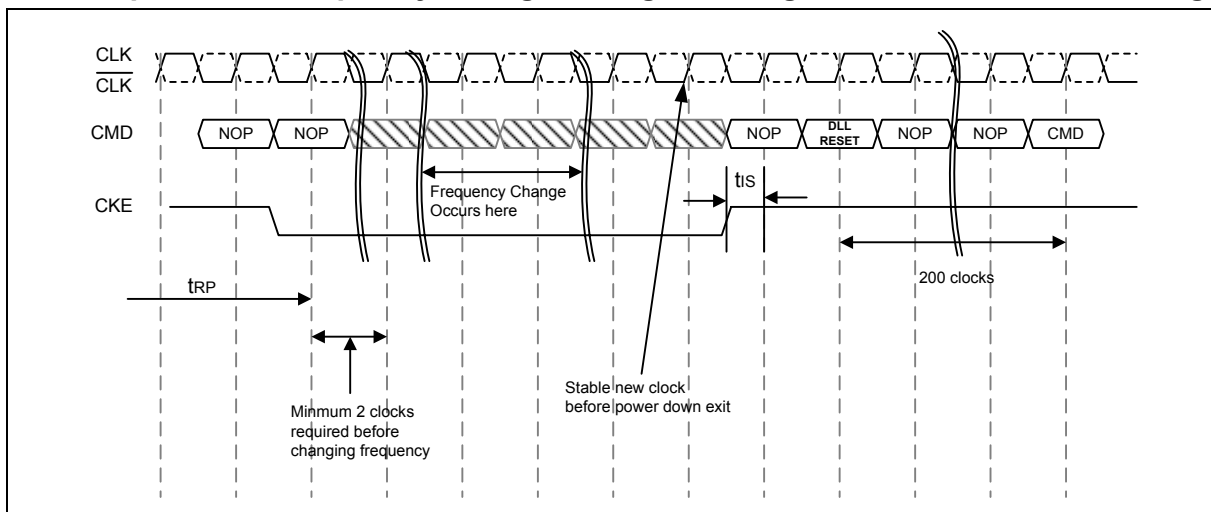 CLK
CLK
CMD
NOP
NOP
NOP
DLL
RESET
NOP
NOP
CMD
Frequency Change
Occurs here
tIS
CKE
200 clocks
tRP
Stable new clock
before power down exit
Minmum 2 clocks
required before
changing frequency